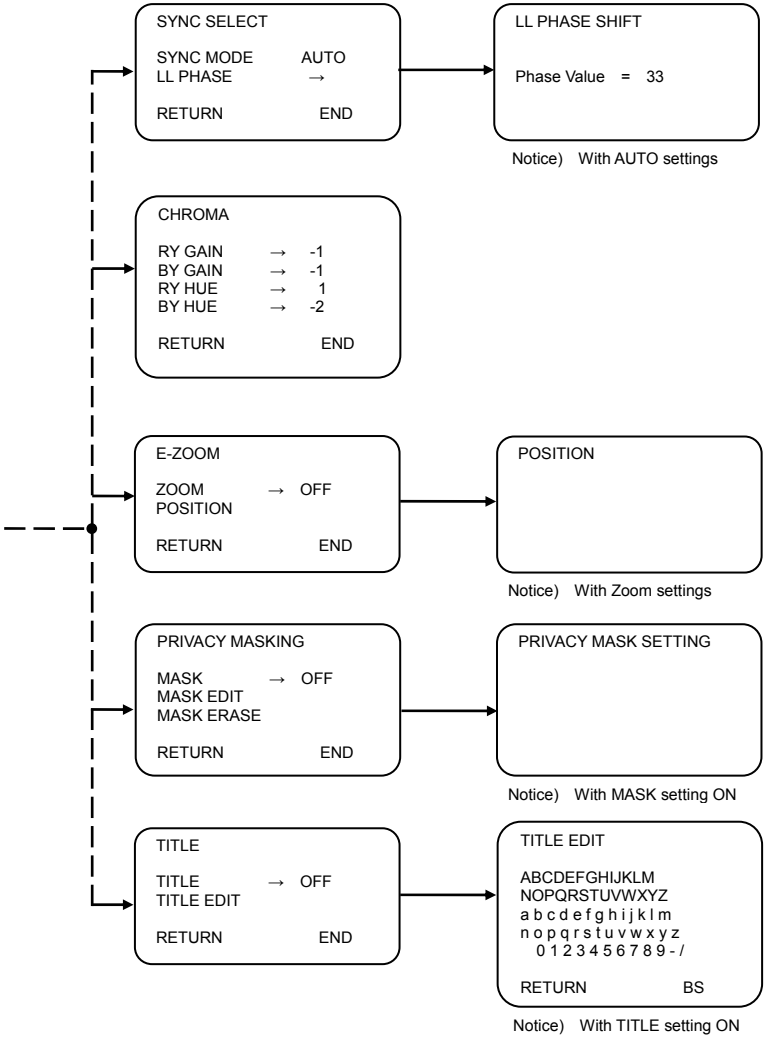 SYNC SELECT
SYNC MODE AUTO
LL PHASE →
RETURN END
LL PHASE SHIFT
Phase Value = 33
Notice) With AUTO settings
CHROMA
RY GAIN → -1
BY GAIN → -1
RY HUE → 1
BY HUE → -2
RETURN END
E-ZOOM
ZOOM → OFF
POSITION
RETURN END
POSITION
Notice) With Zoom settings
PRIVACY MASKING
MASK → OFF
MASK EDIT
MASK ERASE
RETURN END
PRIVACY MASK SETTING
Notice) With MASK setting ON
TITLE
TITLE → OFF
TITLE EDIT
RETURN END
TITLE EDIT
ABCDEFGHIJKLM
NOPQRSTUVWXYZ
a b c d e f g h i j k l m
n o p q r s t u v w x y z
0 1 2 3 4 5 6 7 8 9 - /
RETURN BS
Notice) With TITLE setting ON